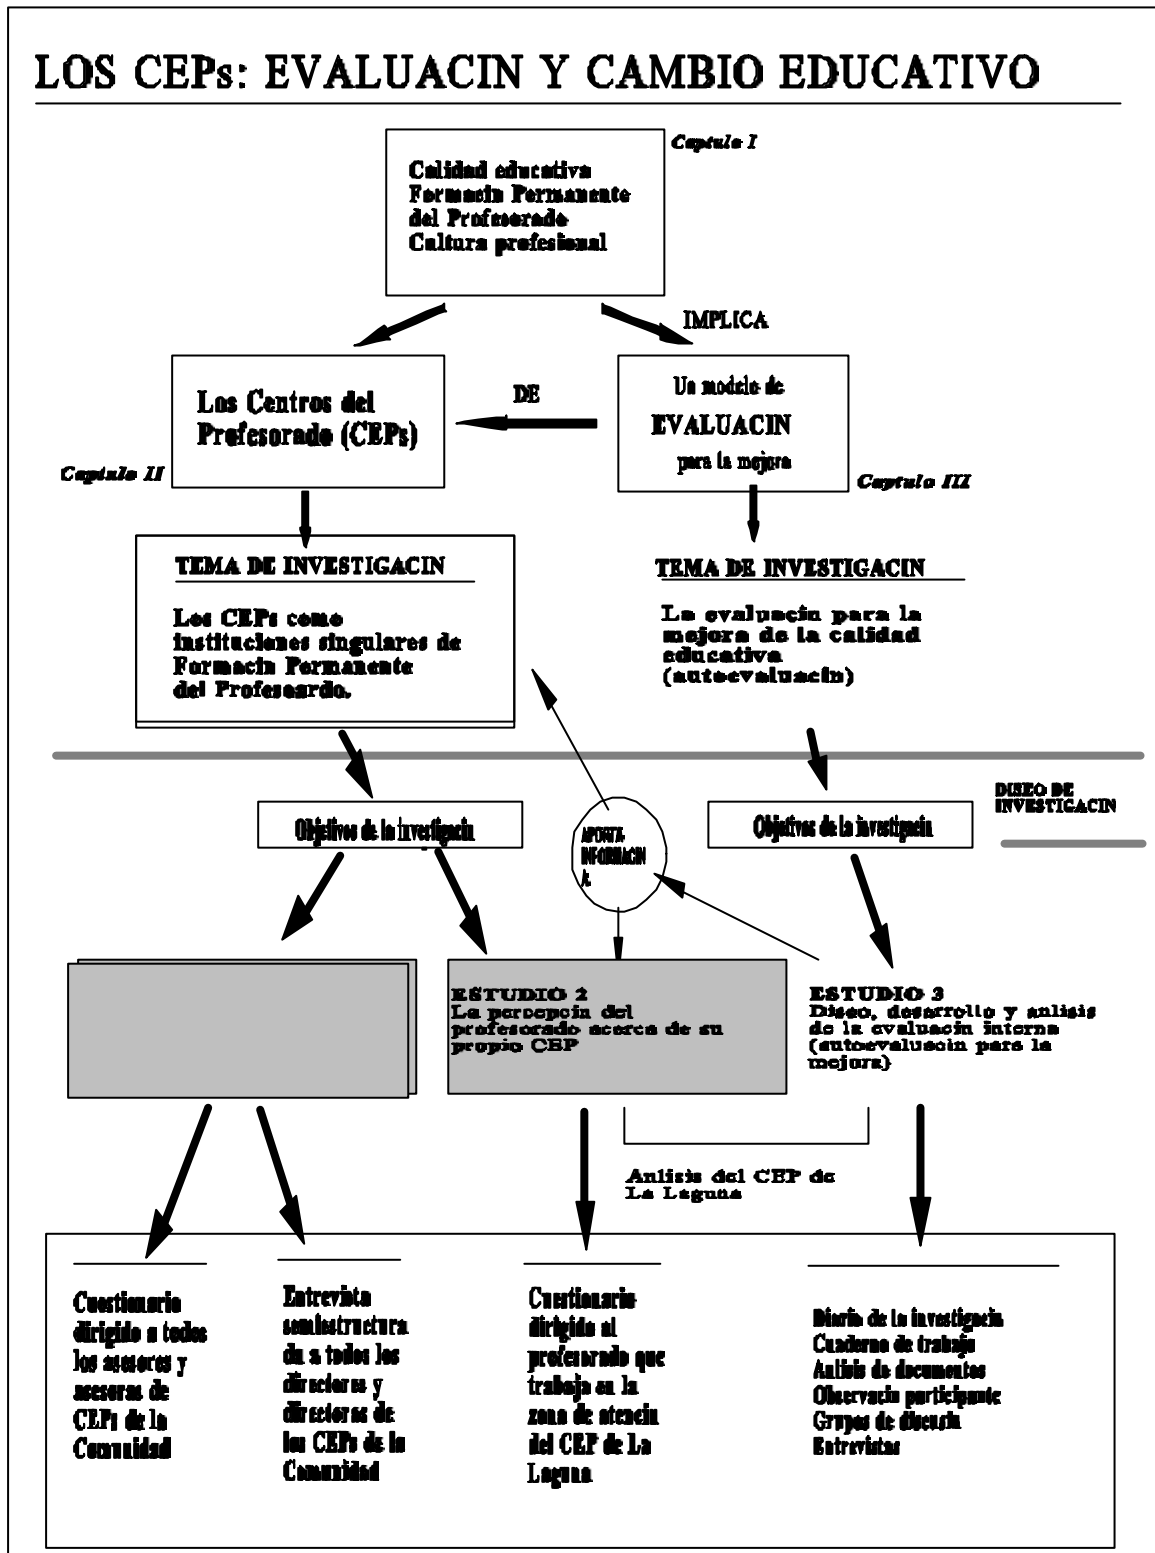 LOS CEPs: EVALUACIN Y CAMBIO EDUCATIVO
Captulo I
Calidad educativa
Formacin Permanente
del Profesorado
Cultura profesional
IMPLICA
Los Centros del
Profesorado (CEPs)
DE
Un modelo de
EVALUACIN
para la mejora
Captulo II
Captulo III
TEMA DE INVESTIGACIN
Los CEPs como
instituciones singulares de
Formacin Permanente
del Profesoardo.
TEMA DE INVESTIGACIN
La evaluacin para la
mejora de la calidad
educativa
(autoevaluacin)
DISEO DE
INVESTIGACIN
Objetivos de la investigacin
APORTA
INFORMACIN
A:
Objetivos de la investigacin
ESTUDIO 2
La percepcin del
profesorado acerca de su
propio CEP
ESTUDIO 3
Diseo, desarrollo y anlisis
de la evaluacin interna
(autoevaluacin para la
mejora)
Anlisis del CEP de
La Laguna
Cuestionario
dirigido a todos
los asesores y
asesoras de
CEPs de la
Comunidad
Entrevista
semiestructura
da a todos los
directores y
directoras de
los CEPs de la
Comunidad
Cuestionario
dirigido al
profesorado que
trabaja en la
zona de atencin
del CEP de La
Laguna
Diario de la investigacin
Cuaderno de trabajo
Anlisis de documentos
Observacin participante
Grupos de discusin
Entrevistas